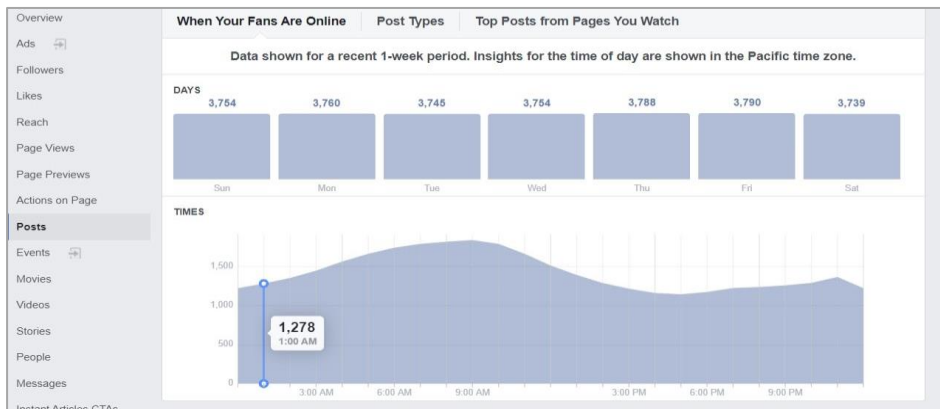 Overview
Ads
Followers
Likes
Reach
Page Views
Page Previews
Actions on Page
Posts
Events
Movies
Videos
Stories
People
Messages
Instant Articles CTAs
When Your Fans Are Online Post Types Top Posts from Pages You Watch
Data shown for a recent 1-week period. Insights for the time of day are shown in the Pacific time zone.
DAYS
3,754 3,760 3,745 3,754 3,788 3,790 3,739
Sun Mon Tue Wed Thu Fri Sat
TIMES
1,500
1,000
500
0
1,278
1:00 AM
3:00 AM 6:00 AM 9:00 AM 3:00 PM 6:00 PM 9:00 PM